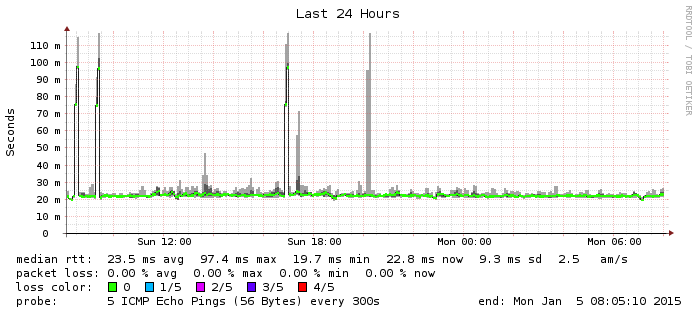 Last 24 Hours
RRDTOOL / TOBI OETIKER
Seconds
110 m
100 m
90 m
80 m
70 m
60 m
50 m
40 m
30 m
20 m
10 m
0
Sun 12:00 Sun 18:00 Mon 00:00 Mon 06:00
median rtt: 23.5 ms avg 97.4 ms max 19.7 ms min 22.8 ms now 9.3 ms sd 2.5 am/s
packet loss: 0.00 % avg 0.00 % max 0.00 % min 0.00 % now
loss color: 0 1/5 2/5 3/5 4/5
probe: 5 ICMP Echo Pings (56 Bytes) every 300s end: Mon Jan 5 08:05:10 2015